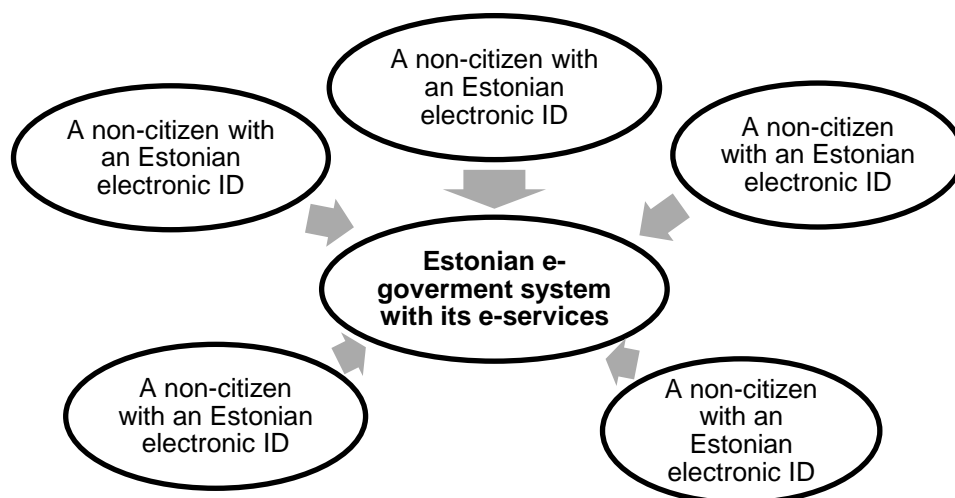 A non-citizen with
an Estonian
electronic ID
A non-citizen with
an Estonian
electronic ID
A non-citizen
with an Estonian
electronic ID
Estonian e-
goverment system
with its e-services
A non-citizen
with an Estonian
electronic ID
A non-citizen
with an
Estonian
electronic ID